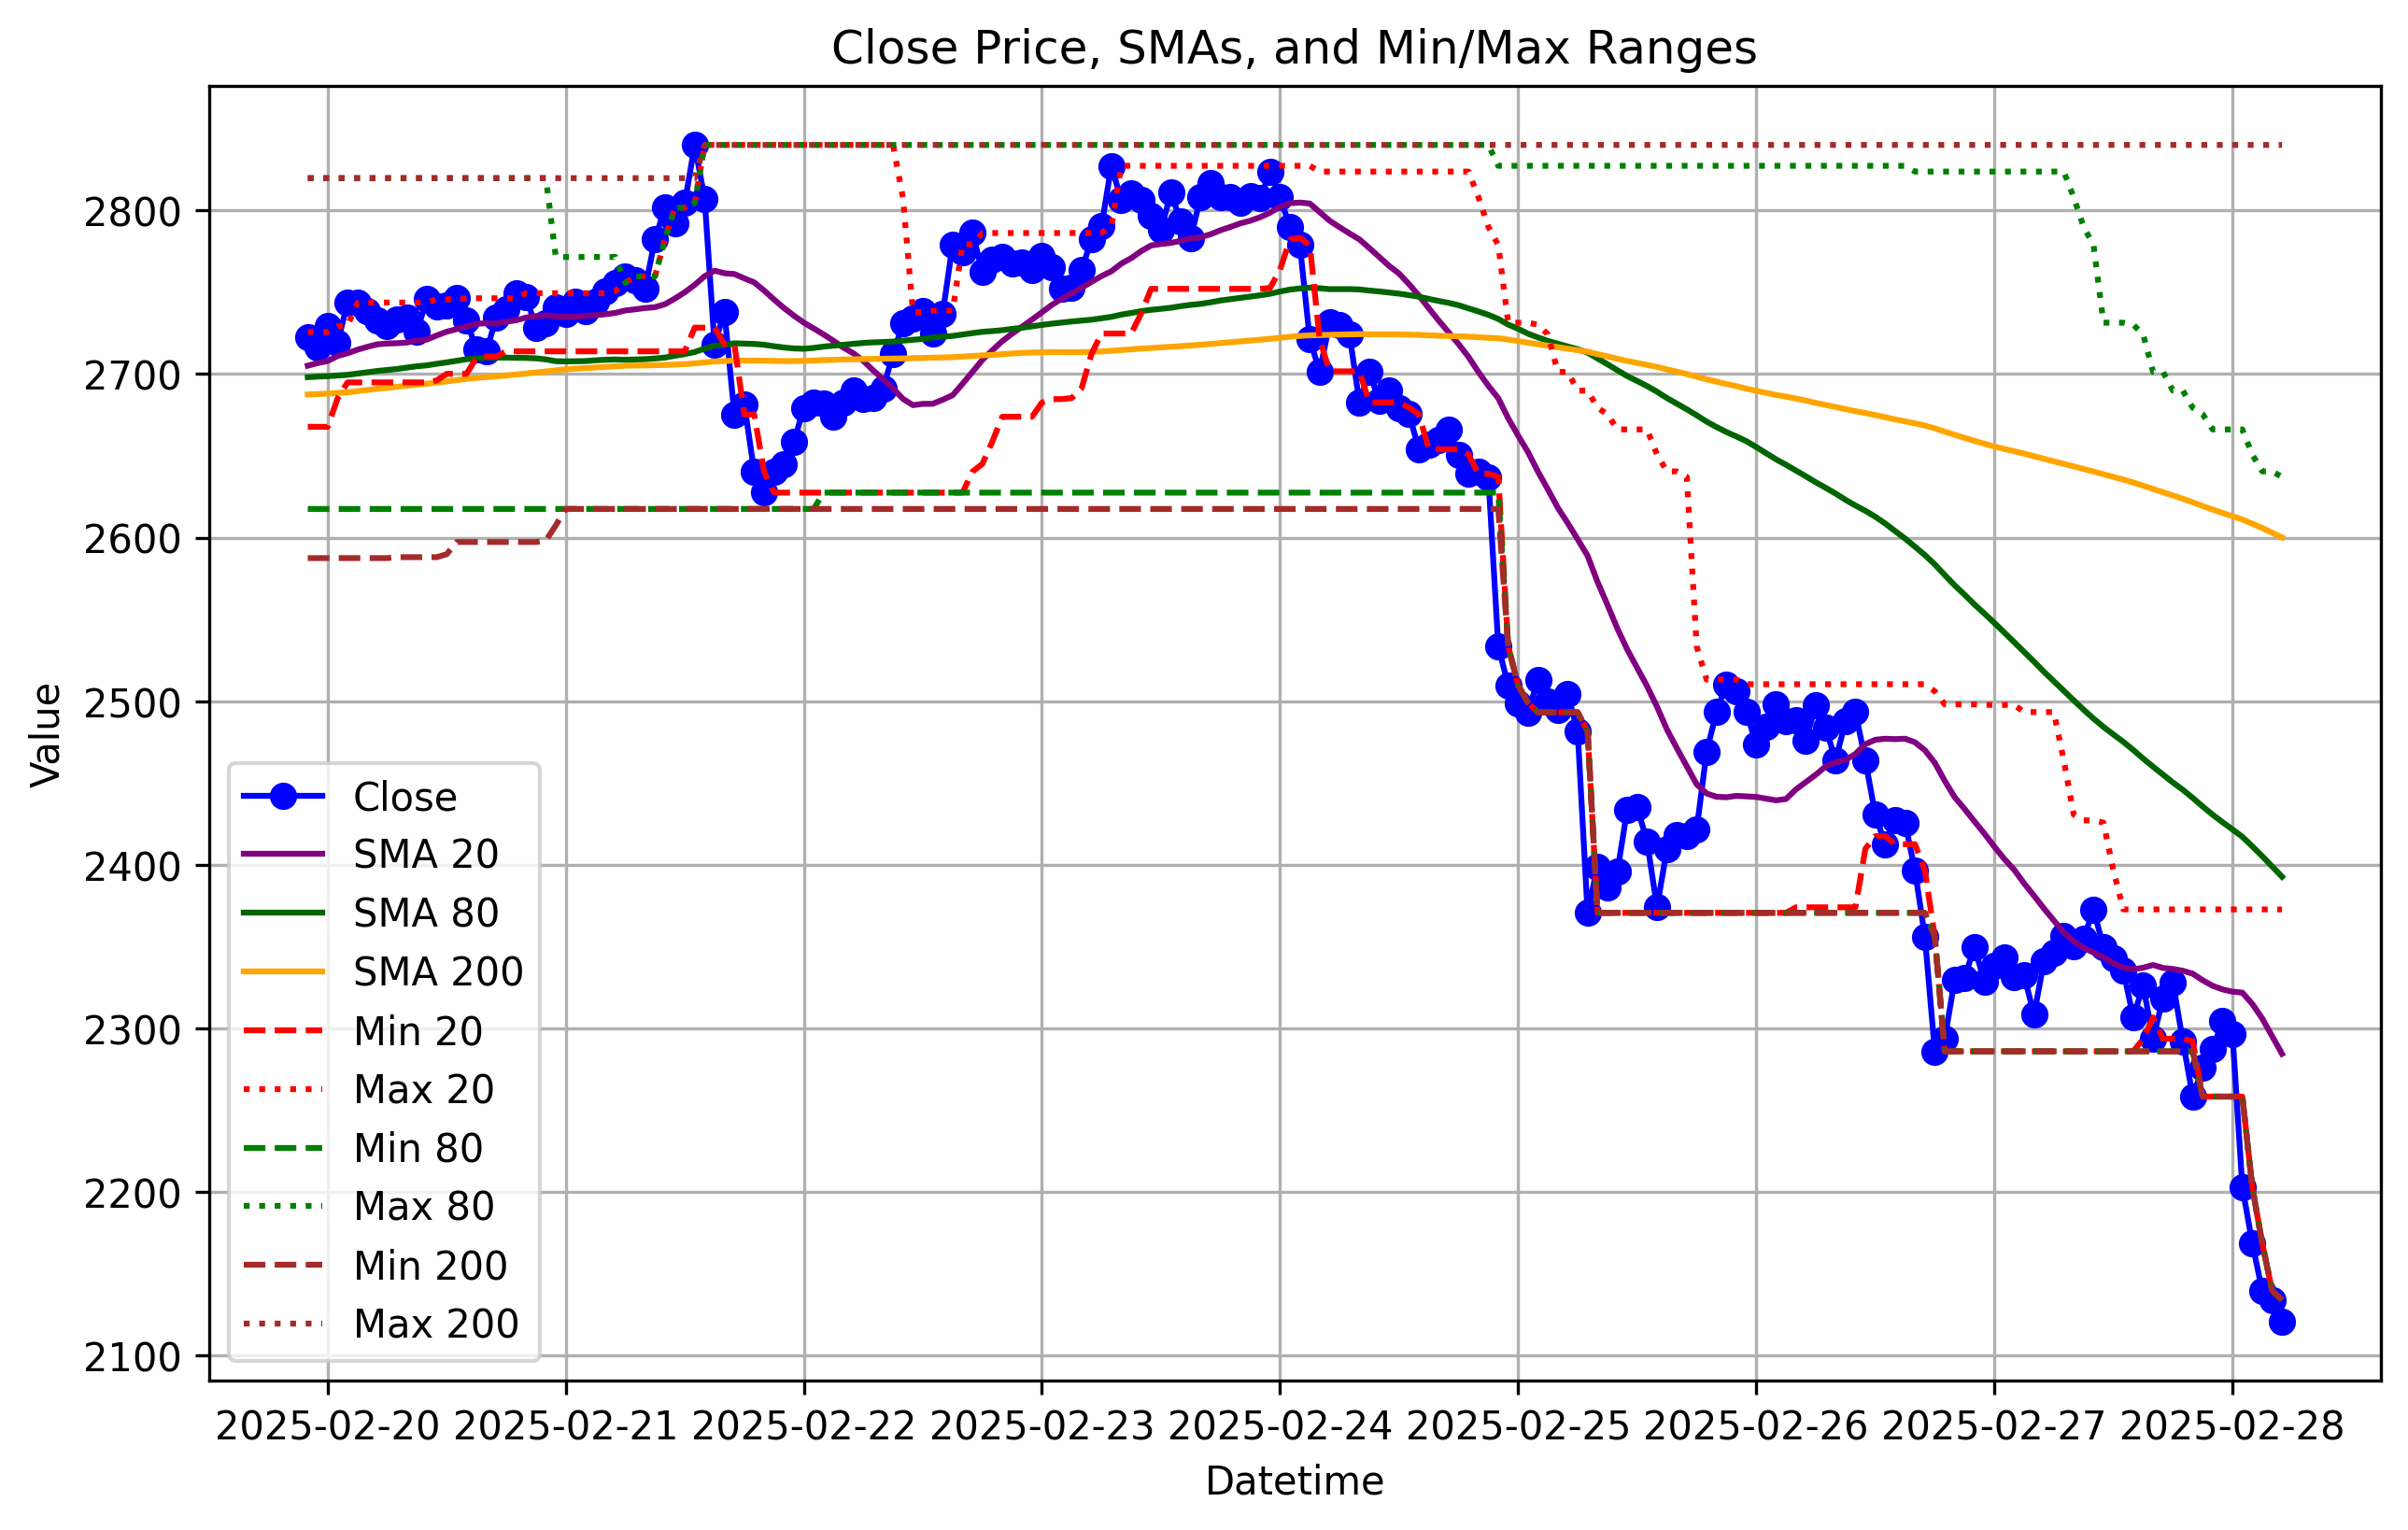 Close Price, SMAs, and Min/Max Ranges
Value
2800
2700
2600
2500
2400
2300
2200
2100
Close
SMA 20
SMA 80
SMA 200
Min 20
Max 20
Min 80
Max 80
Min 200
Max 200
2025-02-20 2025-02-21 2025-02-22 2025-02-23 2025-02-24 2025-02-25 2025-02-26 2025-02-27 2025-02-28
Datetime